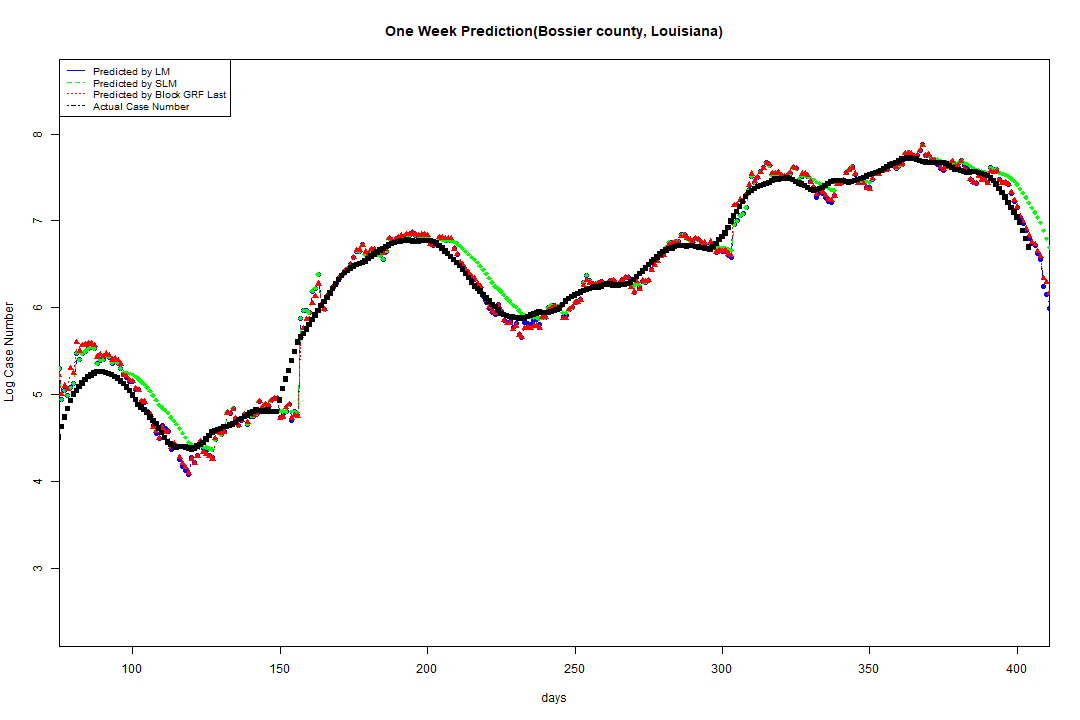 One Week Prediction(Bossier county, Louisiana)
Predicted by LM
Predicted by SLM
Predicted by Block GRF Last
Actual Case Number
Log Case Number
8
7
6
5
4
3
100 150 200 250 300 350 400
days